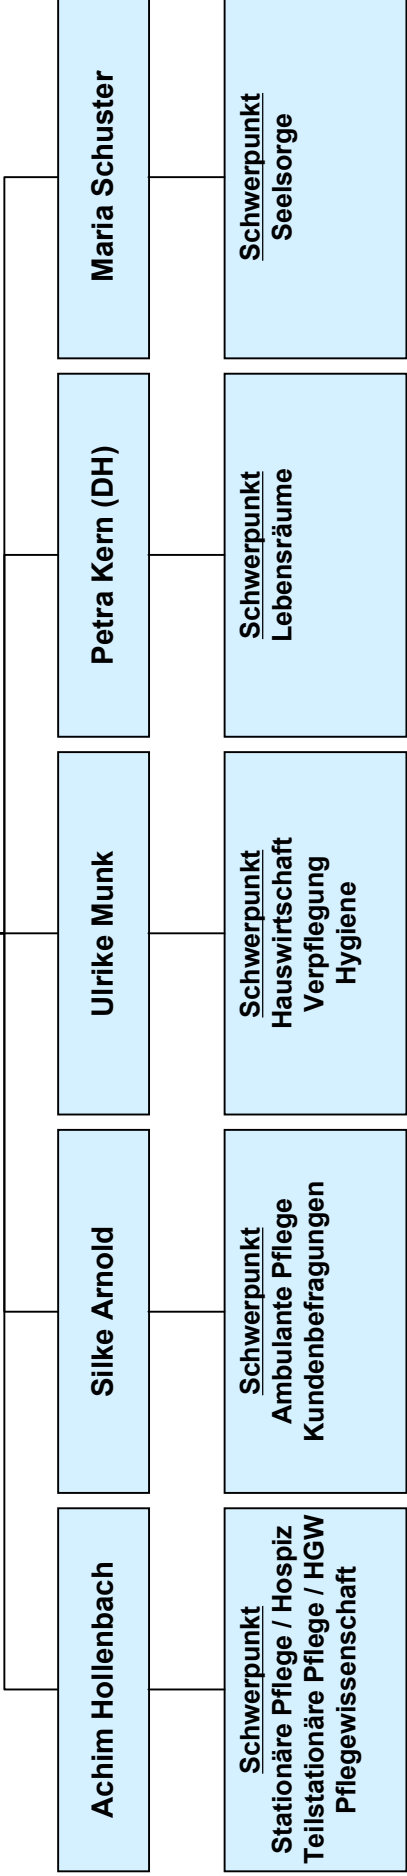 Achim Hollenbach
Silke Arnold
Ulrike Munk
Petra Kern (DH)
Maria Schuster
Schwerpunkt
Stationäre Pflege / Hospiz
Teilstationäre Pflege / HGW
Pflegewissenschaft
Schwerpunkt
Ambulante Pflege
Kundenbefragungen
Schwerpunkt
Hauswirtschaft
Verpflegung
Hygiene
Schwerpunkt
Lebensräume
Schwerpunkt
Seelsorge